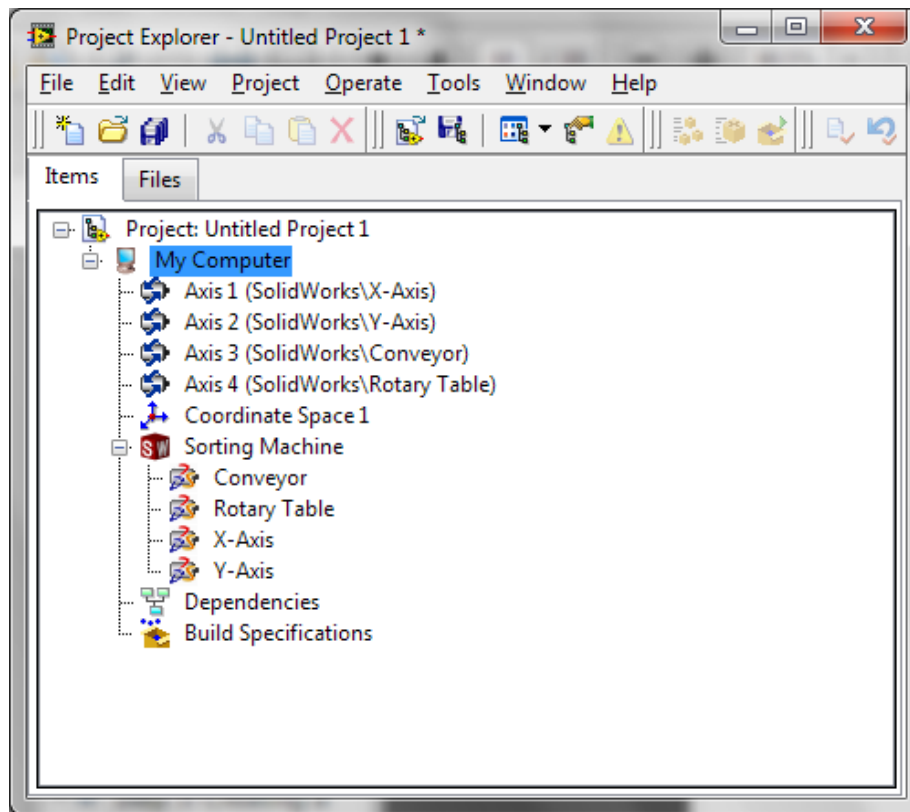 Project Explorer - Untitled Project 1 *
File Edit View Project Operate Tools Window Help
Items Files
Project: Untitled Project 1
My Computer
Axis 1 (SolidWorks\X-Axis)
Axis 2 (SolidWorks\Y-Axis)
Axis 3 (SolidWorks\Conveyor)
Axis 4 (SolidWorks\Rotary Table)
Coordinate Space 1
SW Sorting Machine
Conveyor
Rotary Table
X-Axis
Y-Axis
Dependencies
Build Specifications